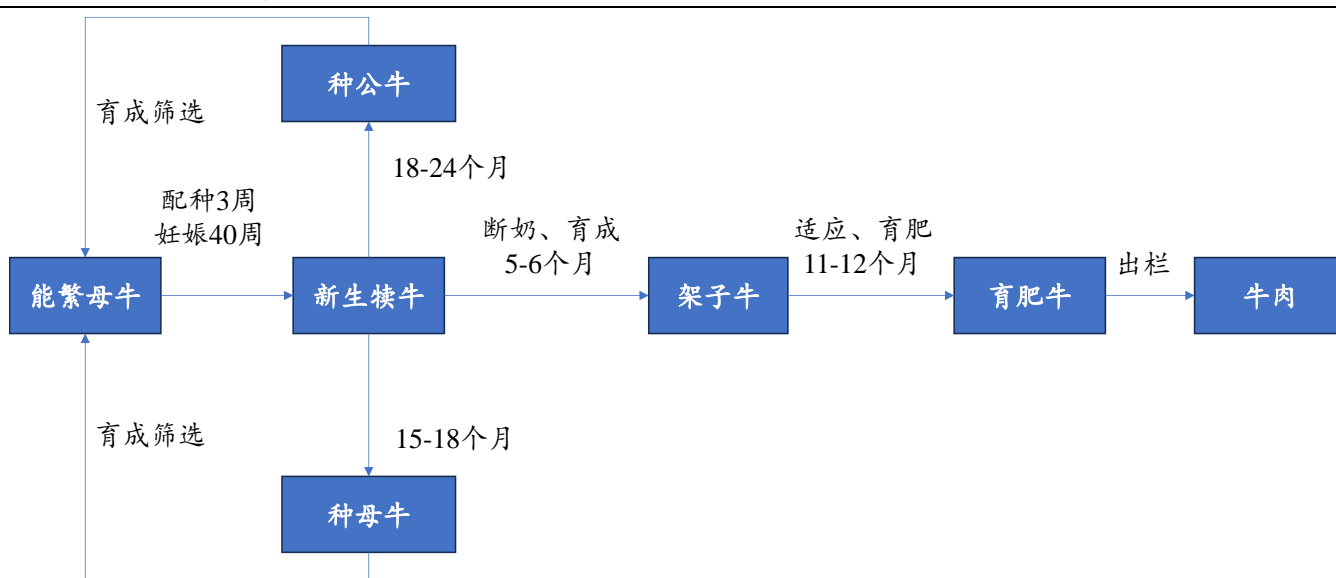 种公牛
育成筛选
18-24个月
配种3周
妊娠40周
断奶、育成
5-6个月
适应、育肥
11-12个月
出栏
能繁母牛
新生犊牛
架子牛
育肥牛
牛肉
育成筛选
15-18个月
种母牛